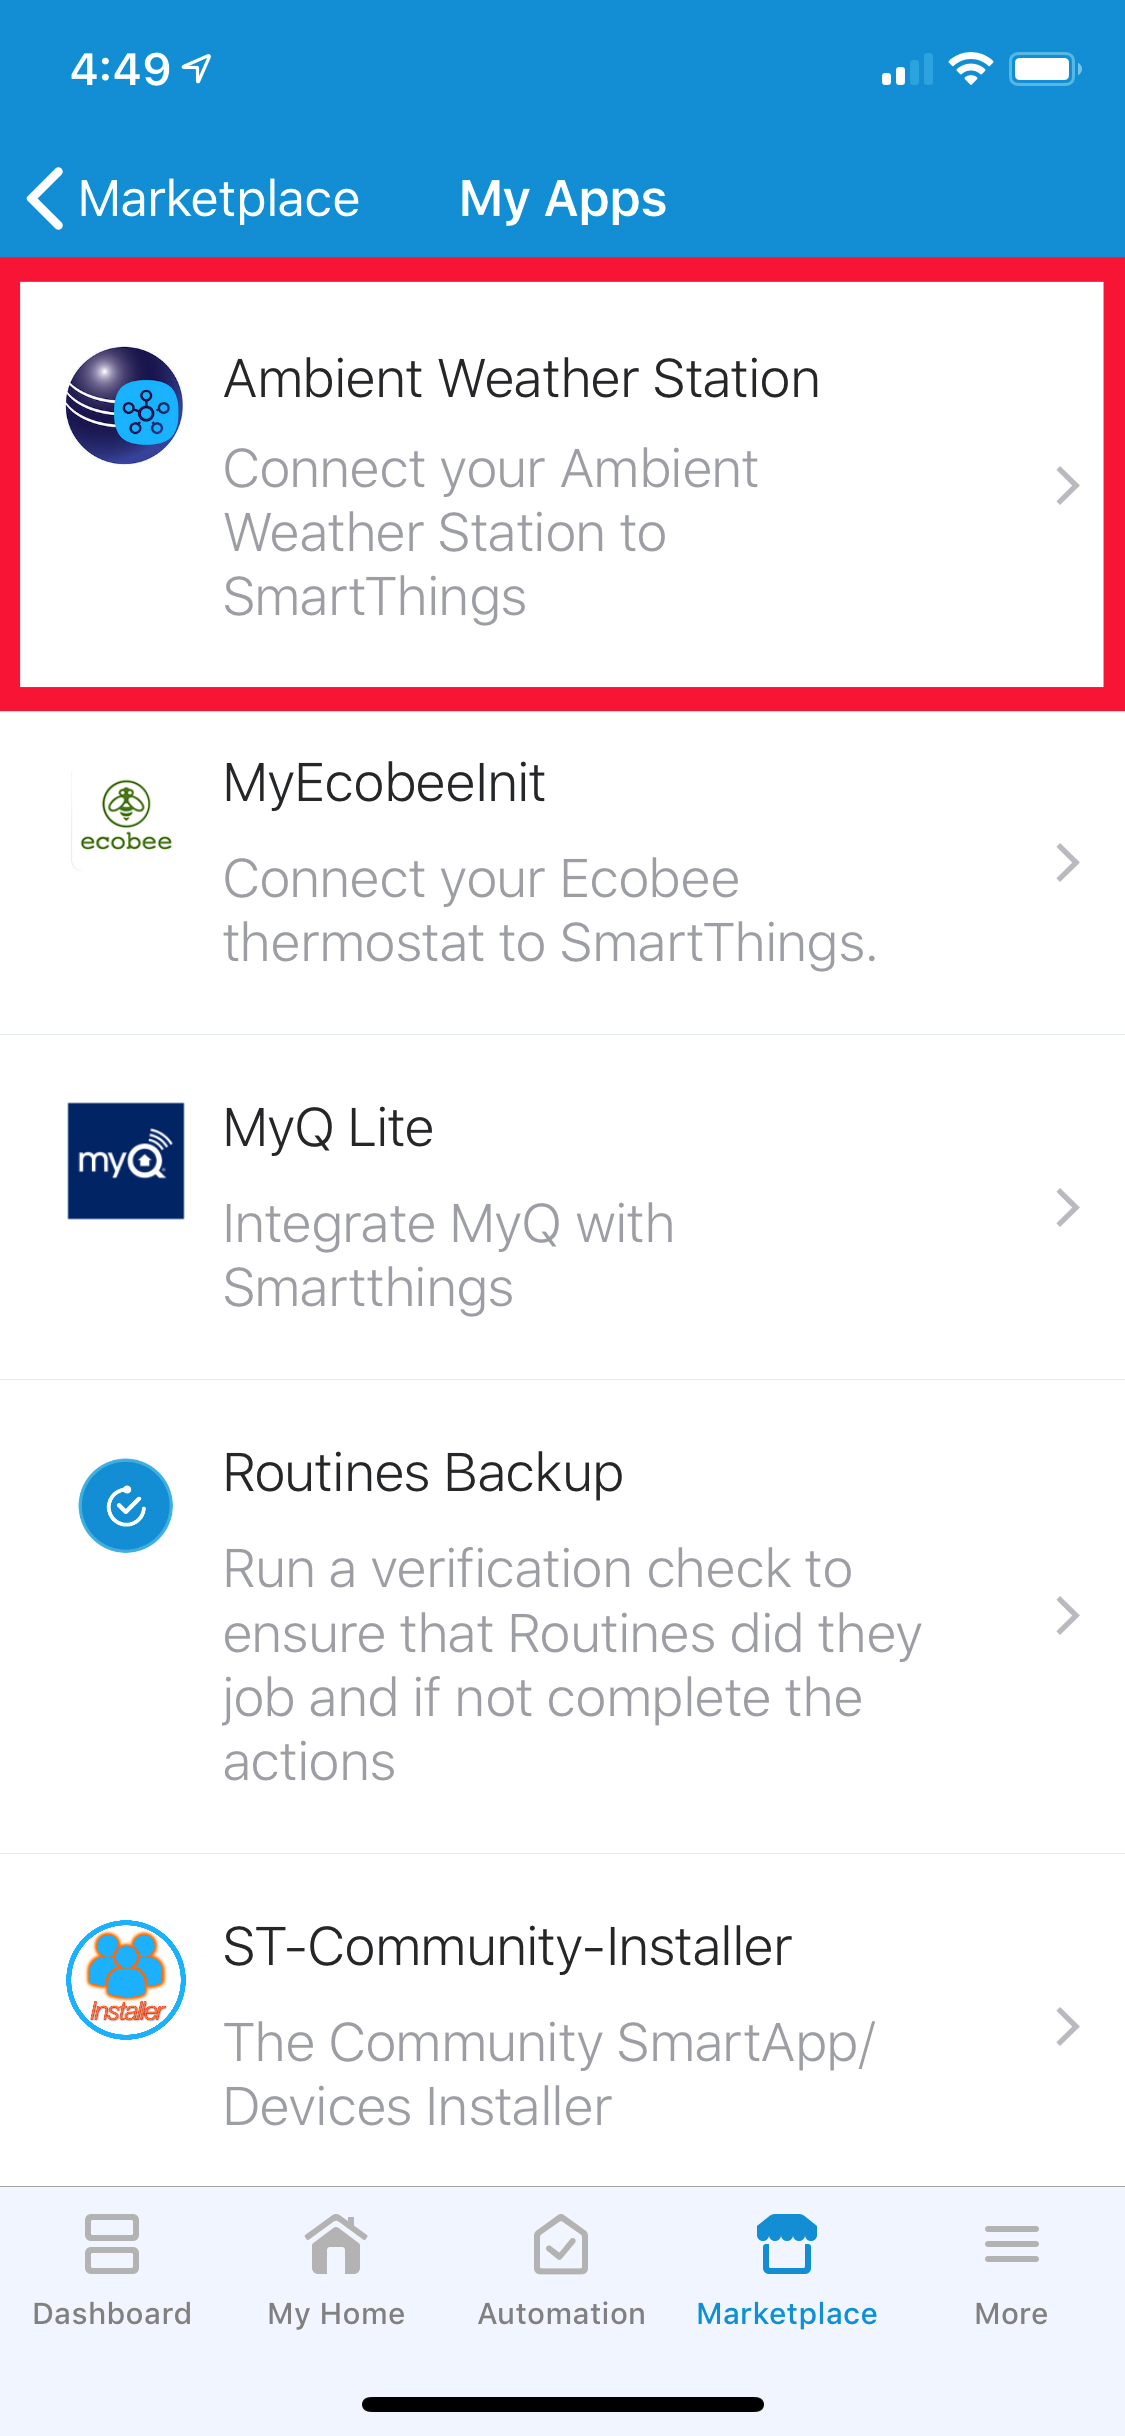 4:49
Marketplace My Apps
Ambient Weather Station
Connect your Ambient
Weather Station to
SmartThings
ecobee
MyEcobeeInit
Connect your Ecobee
thermostat to SmartThings.
myQ
MyQ Lite
Integrate MyQ with
Smartthings
Routines Backup
Run a verification check to
ensure that Routines did they
job and if not complete the
actions
Installer
ST-Community-Installer
The Community SmartApp/
Devices Installer
Dashboard My Home Automation Marketplace More